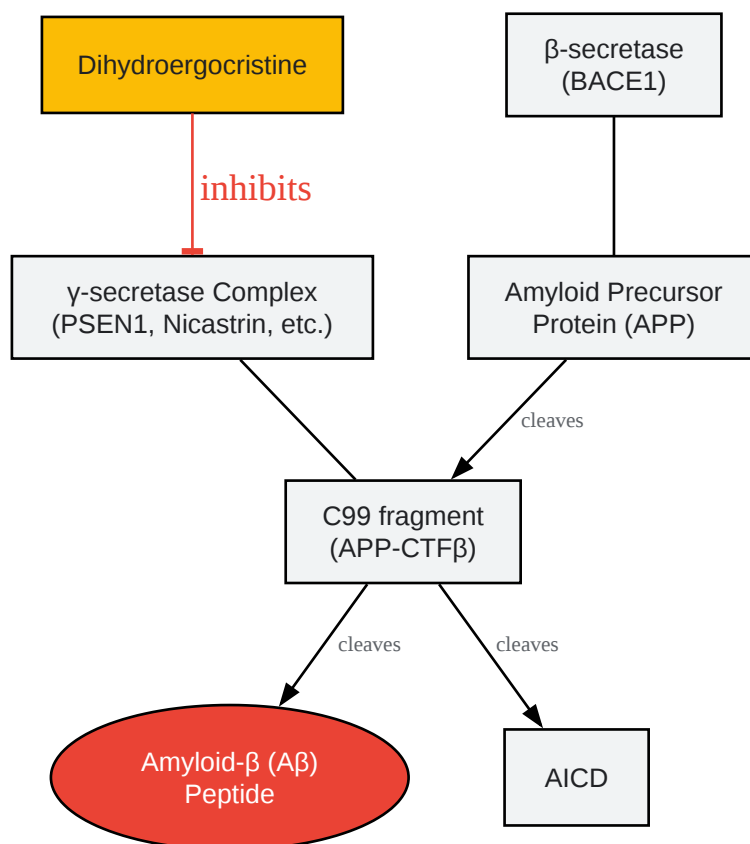 Dihydroergocristine
β-secretase
(BACE1)
inhibits
γ-secretase Complex
(PSEN1, Nicastrin, etc.)
Amyloid Precursor
Protein (APP)
cleaves
C99 fragment
(APP-CTFβ)
cleaves
cleaves
Amyloid-β (Aβ)
Peptide
AICD